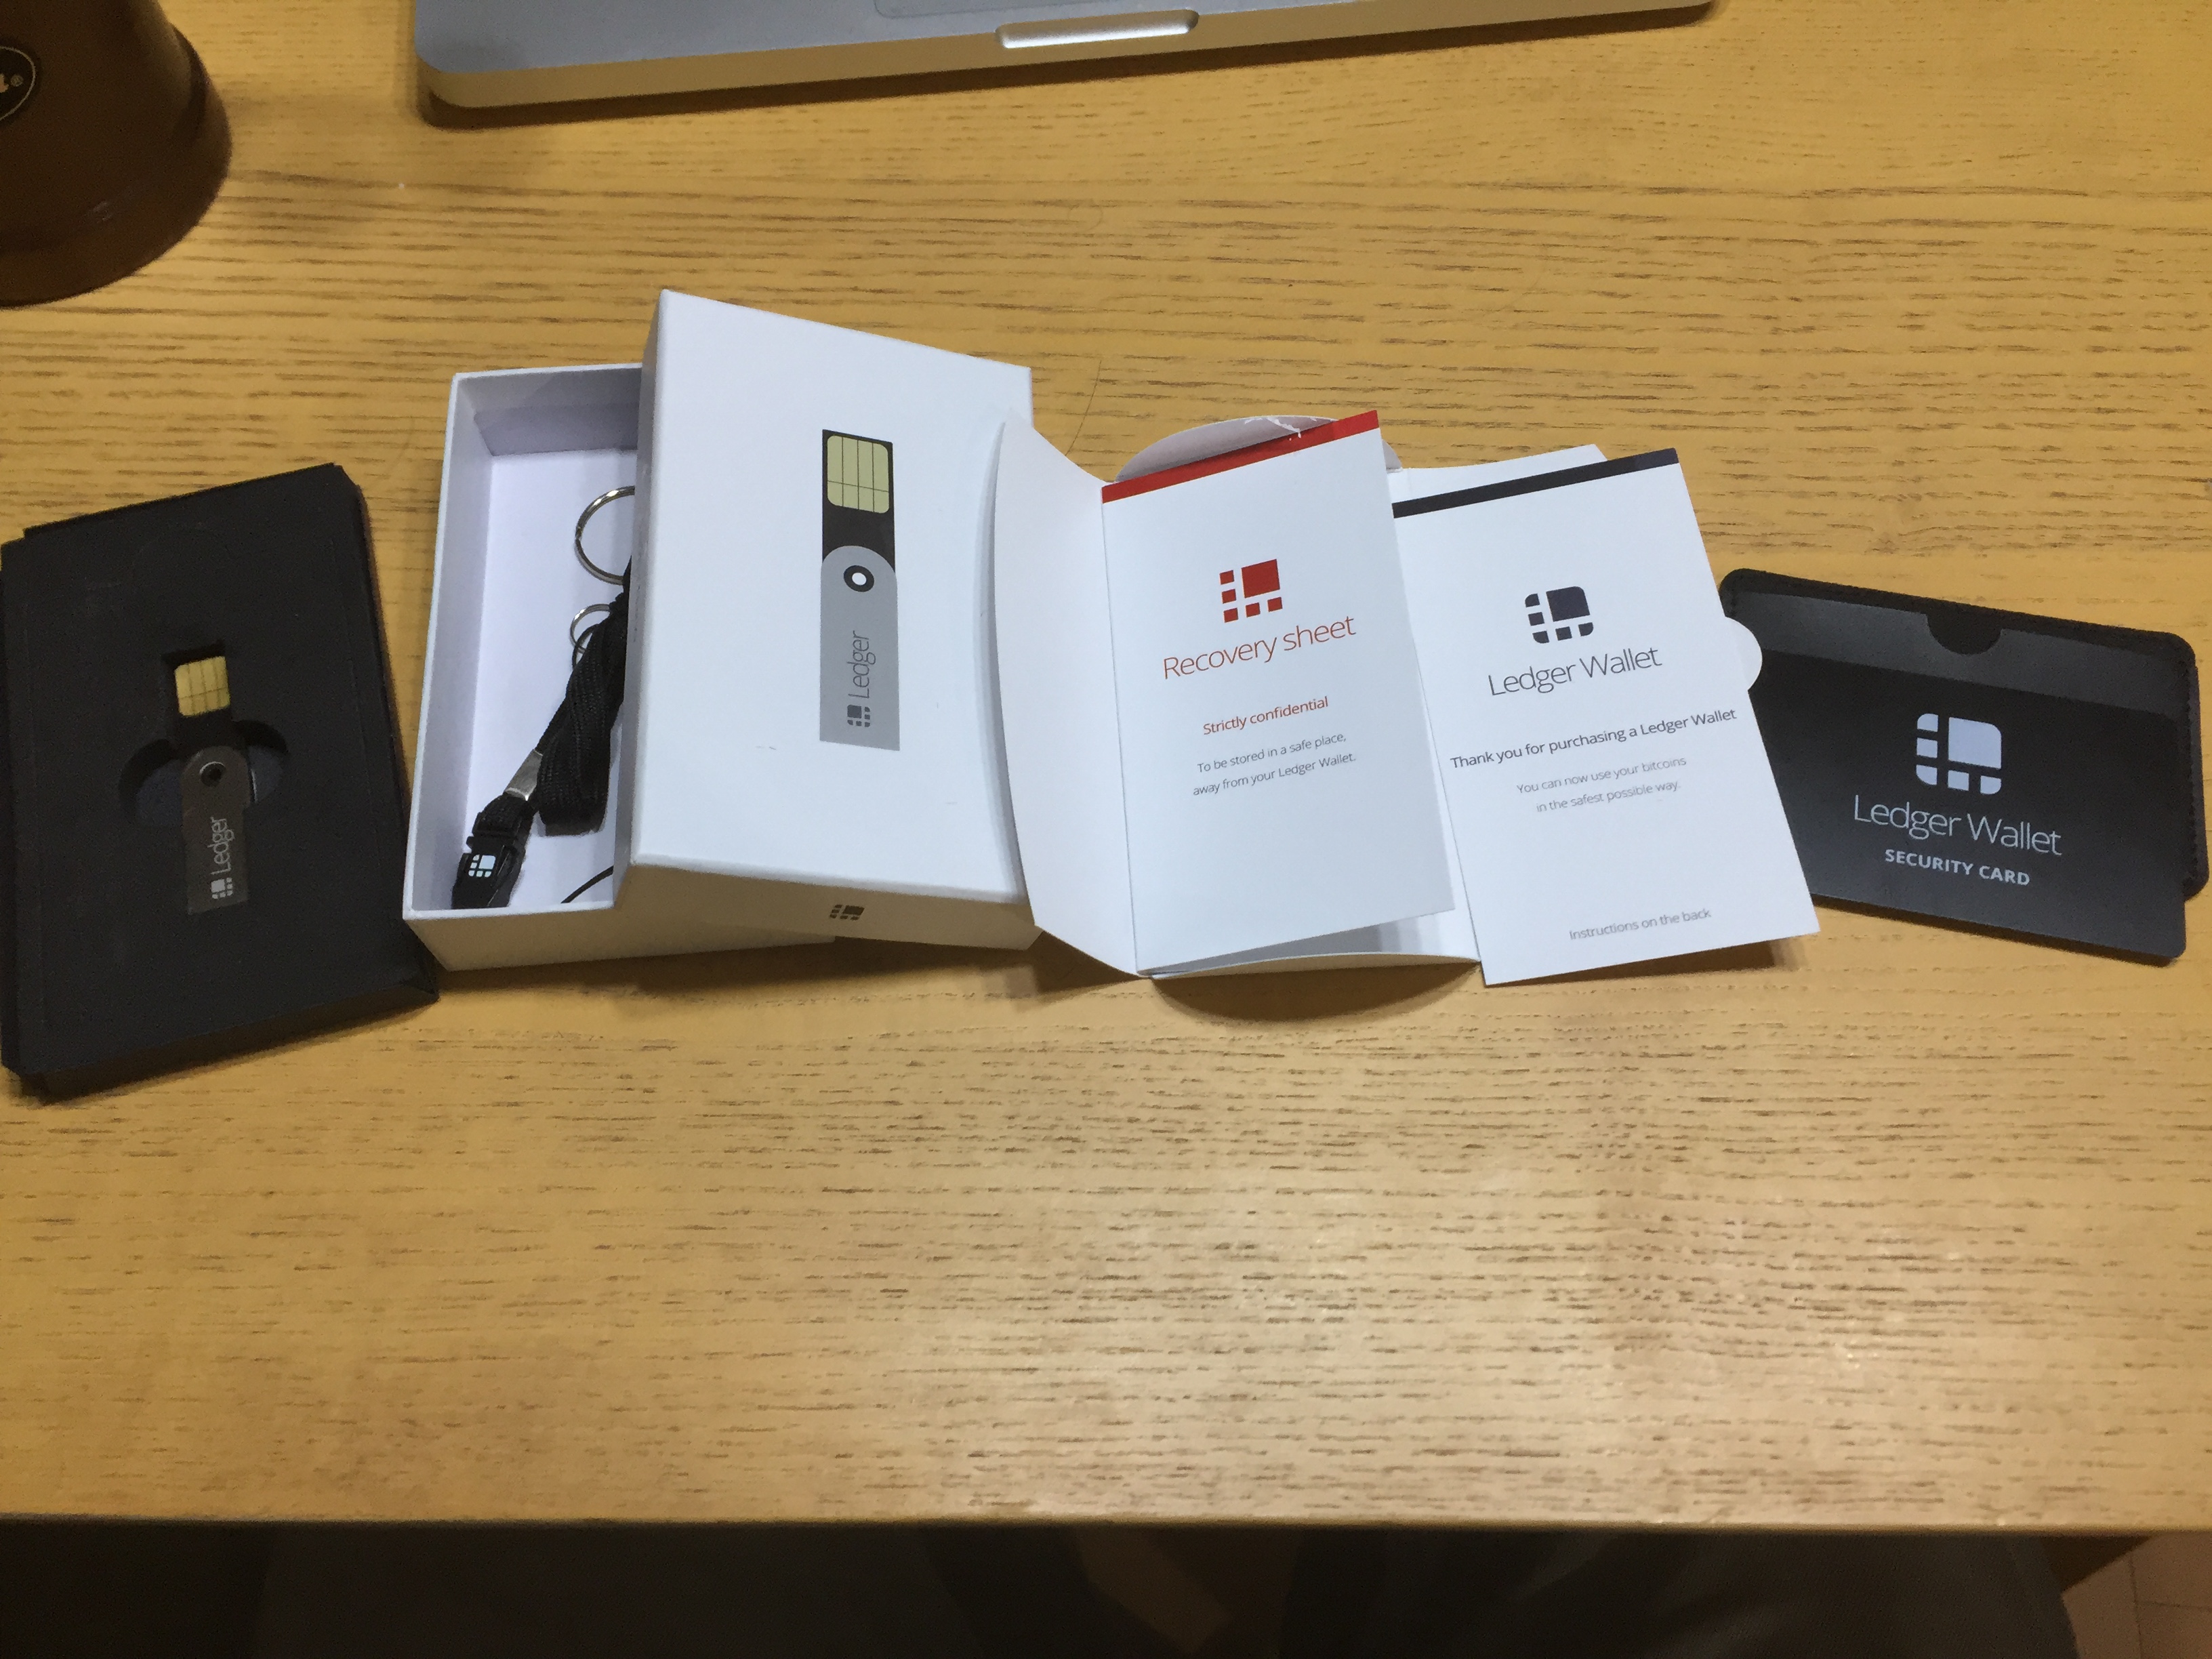 Ledger
Ledger
Recovery sheet
Strictly confidential
To be stored in a safe place,
away from your Ledger Wallet.
Ledger Wallet
Thank you for purchasing a Ledger Wallet
You can now use your bitcoins
in the safest possible way.
Instructions on the back
Ledger Wallet
SECURITY CARD